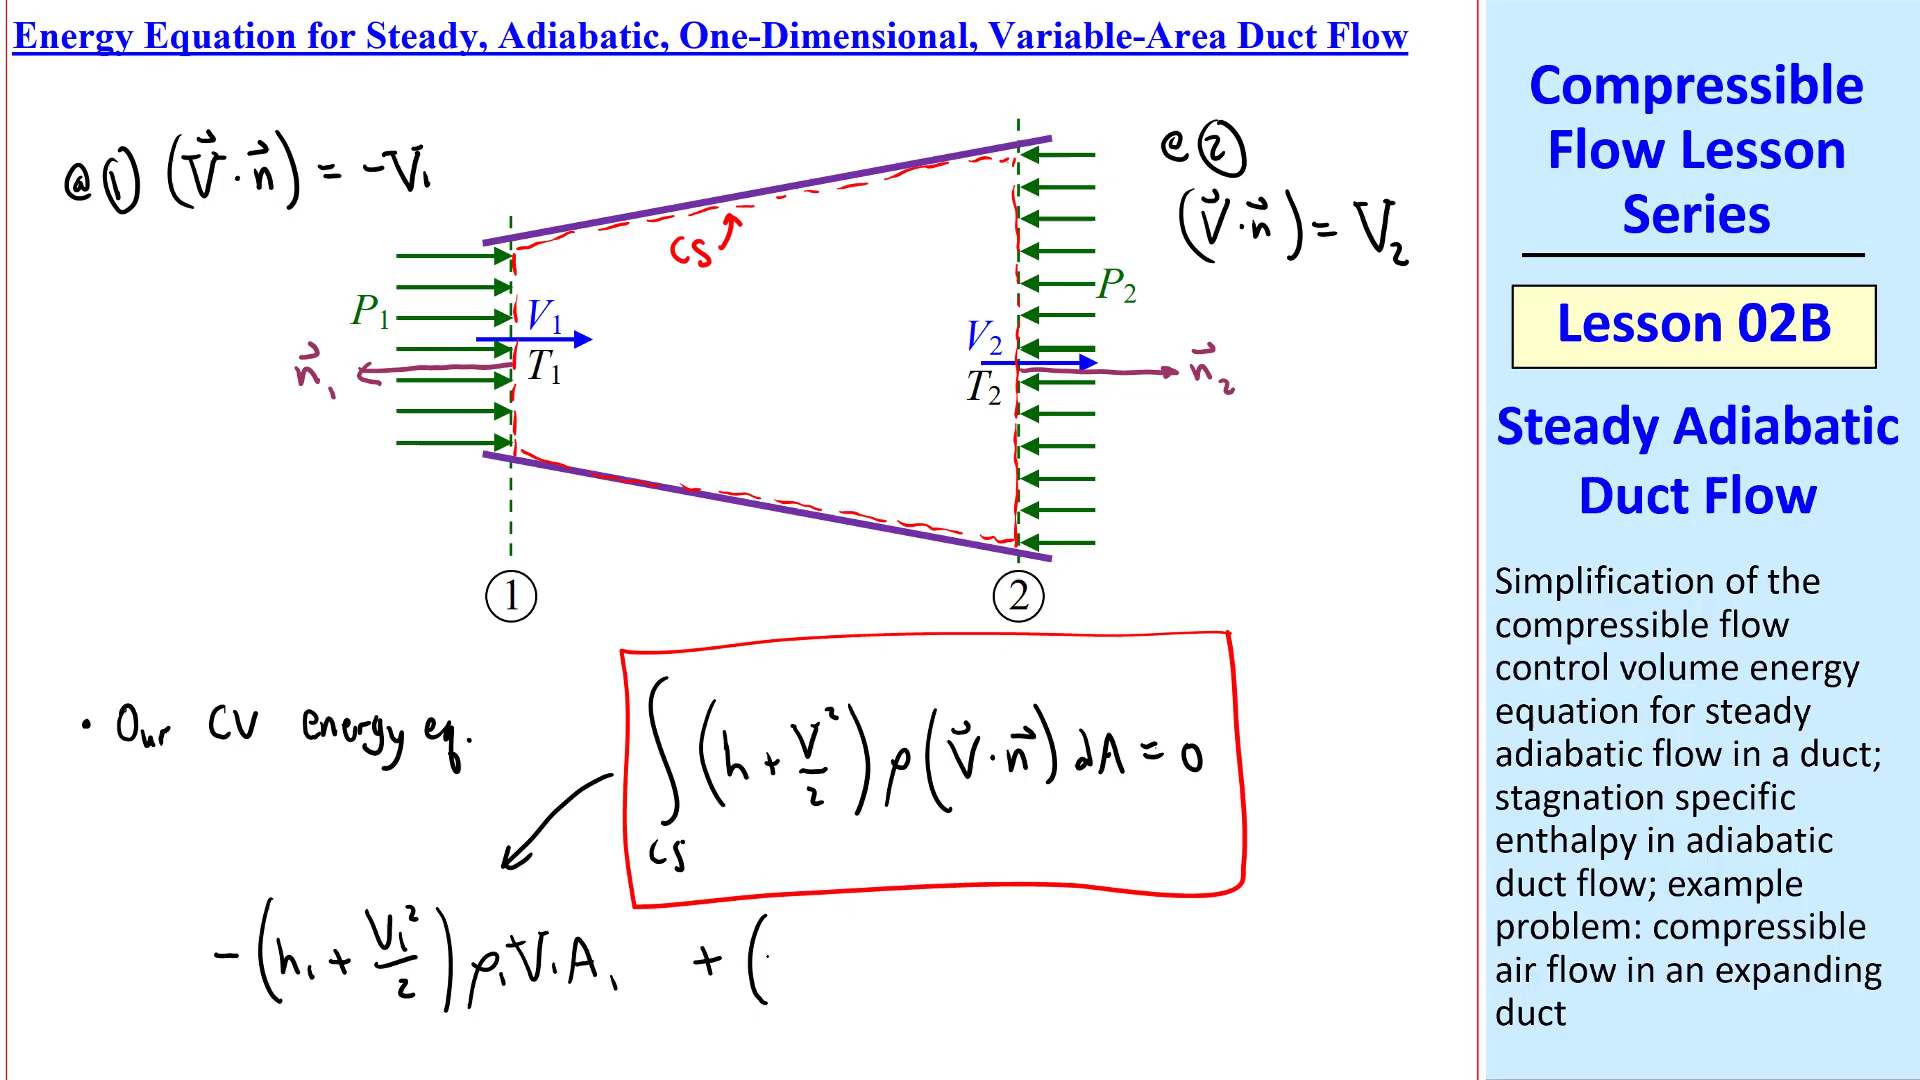 Energy Equation for Steady, Adiabatic, One-Dimensional, Variable-Area Duct Flow
@ ① (V⃗ · n⃗) = -V₁
@ ②
(V⃗ · n⃗) = V₂
CS
P₁
V₁
T₁
n⃗₁
P₂
V₂
T₂
n⃗₂
1
2
• Our CV energy eq.
∫ (h + V²/2) ρ (V⃗ · n⃗) dA = 0
CS
- (h₁ + V₁²/2) ρ₁ V₁ A₁ + (
Compressible
Flow Lesson
Series
Lesson 02B
Steady Adiabatic
Duct Flow
Simplification of the
compressible flow
control volume energy
equation for steady
adiabatic flow in a duct;
stagnation specific
enthalpy in adiabatic
duct flow; example
problem: compressible
air flow in an expanding
duct